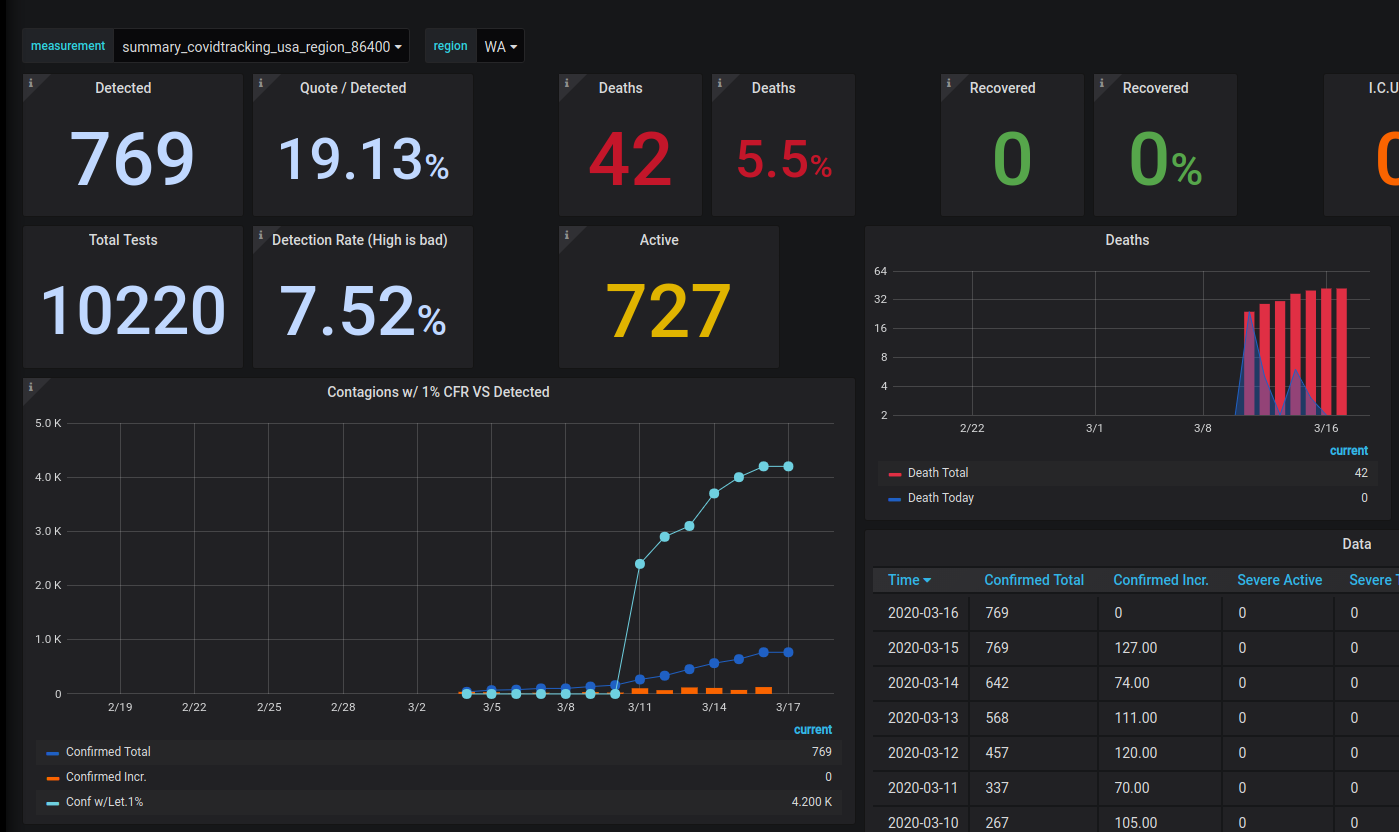 measurement summary_covidtracking_usa_region_86400 region WA
Detected
769
Quote / Detected
19.13%
Deaths
42
Deaths
5.5%
Recovered
0
Recovered
0%
I.C.U
0
Total Tests
10220
Detection Rate (High is bad)
7.52%
Active
727
Deaths
64
32
16
8
4
2
2/22 3/1 3/8 3/16
current
Death Total 42
Death Today 0
Contagions w/ 1% CFR VS Detected
5.0 K
4.0 K
3.0 K
2.0 K
1.0 K
0
2/19 2/22 2/25 2/28 3/2 3/5 3/8 3/11 3/14 3/17
current
Confirmed Total 769
Confirmed Incr. 0
Conf w/Let.1% 4.200 K
Data
Time Confirmed Total Confirmed Incr. Severe Active Severe
2020-03-16 769 0 0 0
2020-03-15 769 127.00 0 0
2020-03-14 642 74.00 0 0
2020-03-13 568 111.00 0 0
2020-03-12 457 120.00 0 0
2020-03-11 337 70.00 0 0
2020-03-10 267 105.00 0 0